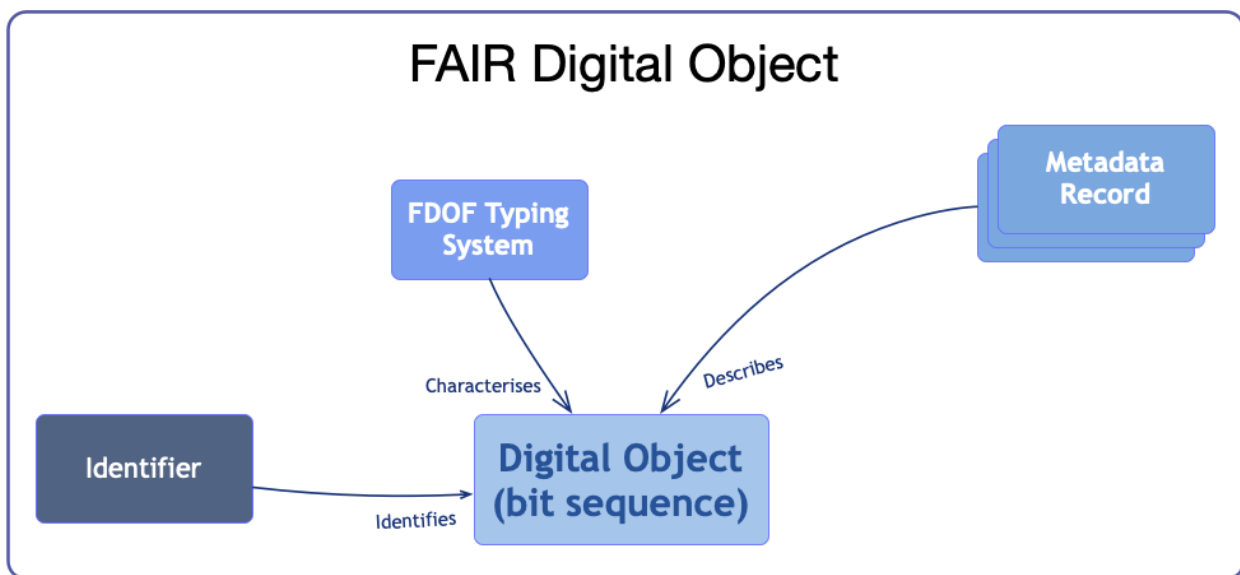 FAIR Digital Object
Metadata
Record
FDOF Typing
System
Describes
Characterises
Digital Object
(bit sequence)
Identifier
Identifies